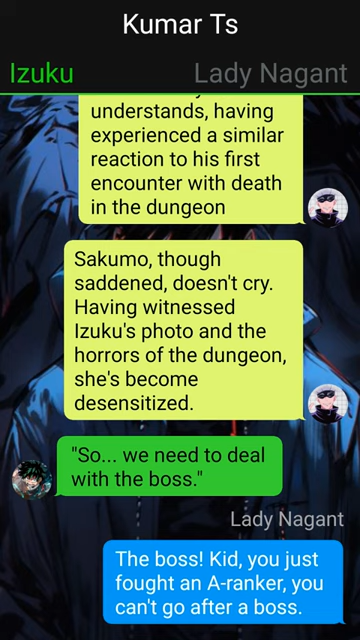 Kumar Ts
Izuku Lady Nagant
understands, having
experienced a similar
reaction to his first
encounter with death
in the dungeon
Sakumo, though
saddened, doesn't cry.
Having witnessed
Izuku's photo and the
horrors of the dungeon,
she's become
desensitized.
"So... we need to deal
with the boss."
Lady Nagant
The boss! Kid, you just
fought an A-ranker, you
can't go after a boss.